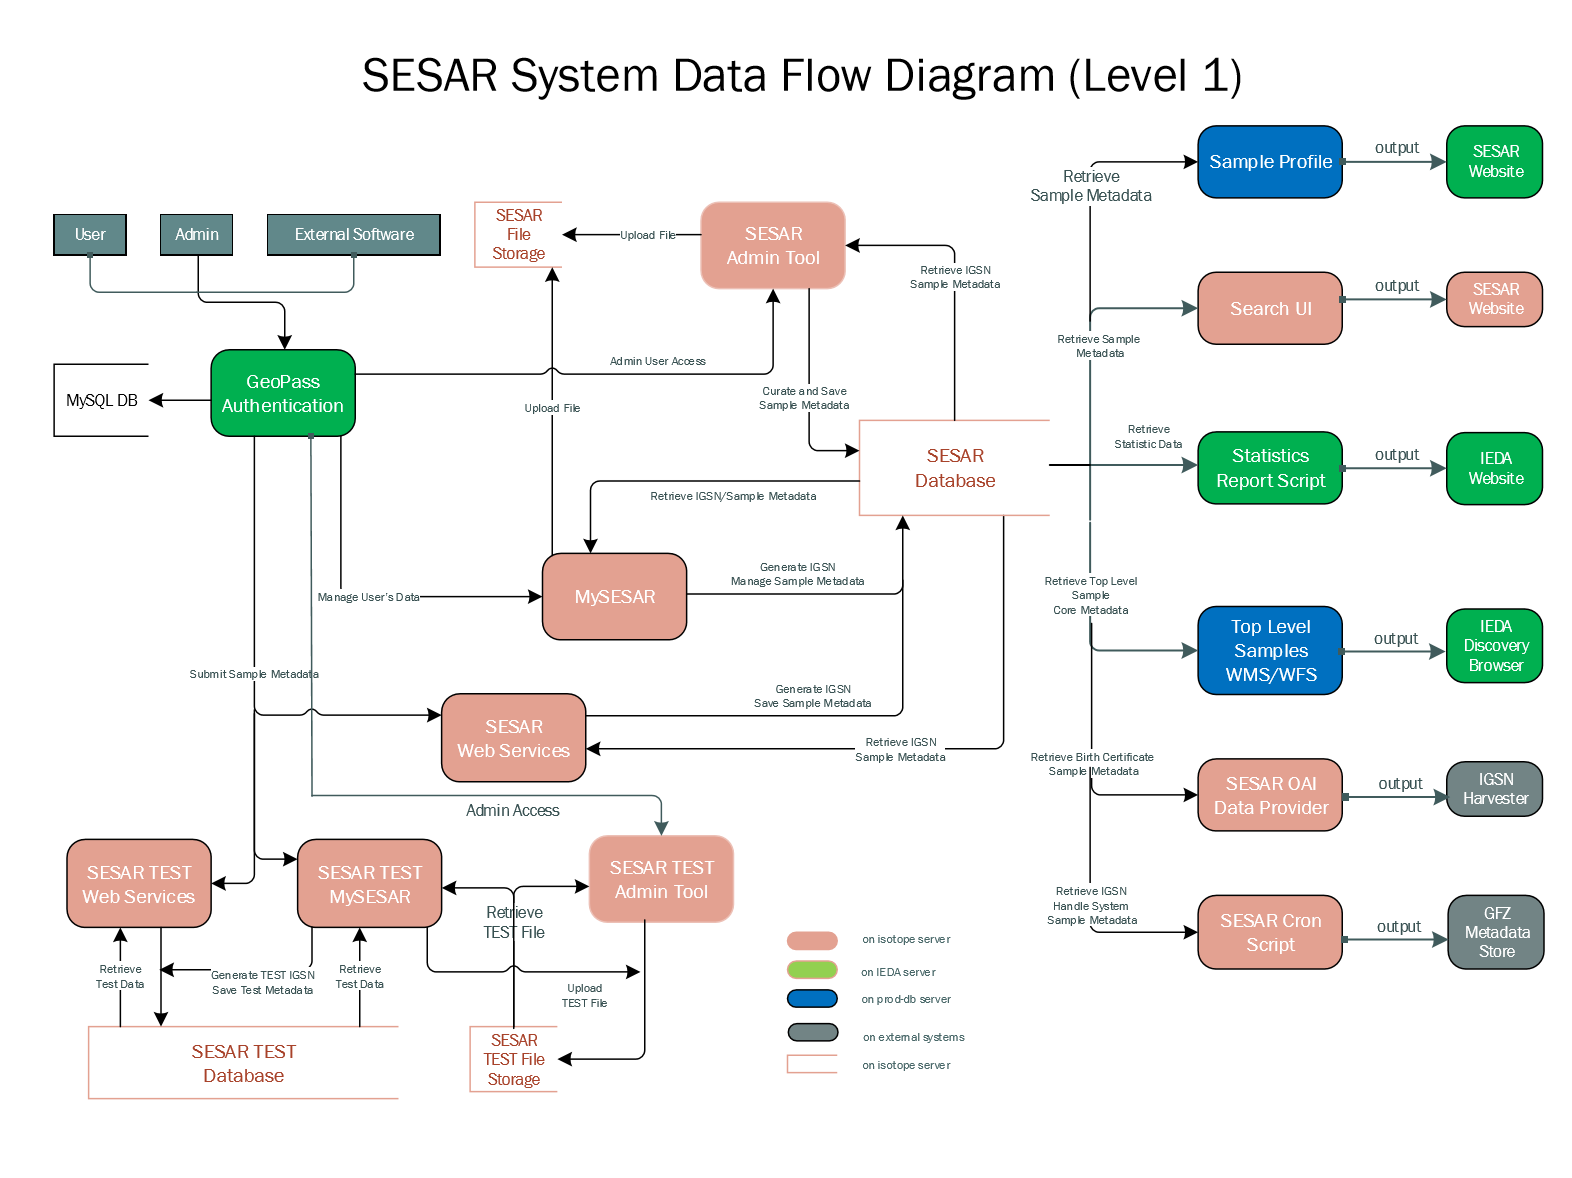 SESAR System Data Flow Diagram (Level 1)
User
Admin
External Software
GeoPass
Authentication
MySQL DB
SESAR
File
Storage
Upload File
SESAR
Admin Tool
Retrieve IGSN
Sample Metadata
Admin User Access
Upload File
Curate and Save
Sample Metadata
SESAR
Database
Retrieve IGSN/Sample Metadata
Generate IGSN
Manage Sample Metadata
MySESAR
Manage User's Data
Submit Sample Metadata
Generate IGSN
Save Sample Metadata
SESAR
Web Services
Retrieve IGSN
Sample Metadata
Admin Access
SESAR TEST
Web Services
SESAR TEST
MySESAR
SESAR TEST
Admin Tool
Retrieve
TEST File
Retrieve
Test Data
Generate TEST IGSN
Save Test Metadata
Retrieve
Test Data
Upload
TEST File
SESAR TEST
Database
SESAR
TEST File
Storage
Retrieve
Sample Metadata
Sample Profile
output
SESAR
Website
Retrieve Sample
Metadata
Search UI
output
SESAR
Website
Retrieve
Statistic Data
Statistics
Report Script
output
IEDA
Website
Retrieve Top Level
Sample
Core Metadata
Top Level
Samples
WMS/WFS
output
IEDA
Discovery
Browser
Retrieve Birth Certificate
Sample Metadata
SESAR OAI
Data Provider
output
IGSN
Harvester
Retrieve IGSN
Handle System
Sample Metadata
SESAR Cron
Script
output
GFZ
Metadata
Store
on isotope server
on IEDA server
on prod-db server
on external systems
on isotope server